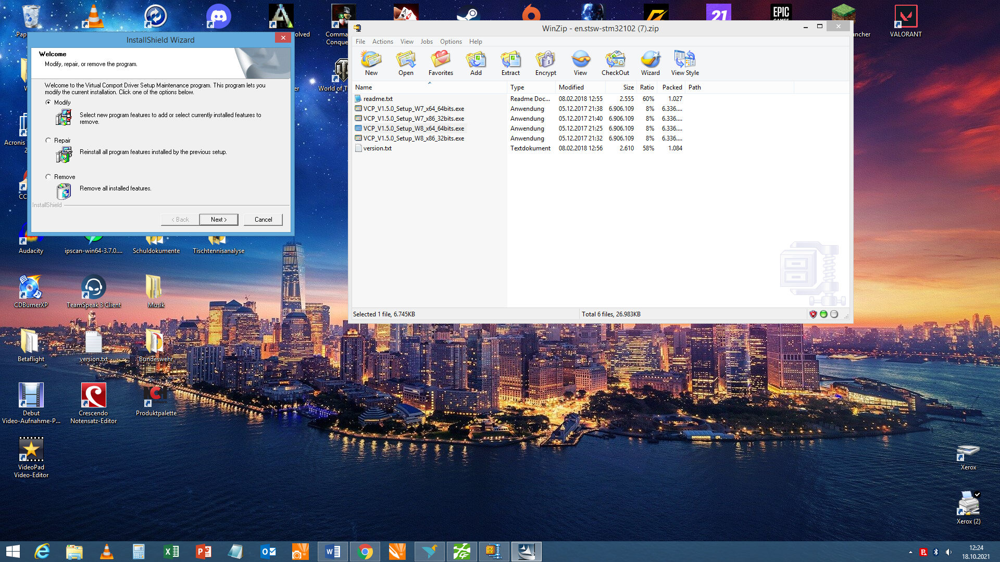 InstallShield Wizard
Welcome
Modify, repair, or remove the program.
Welcome to the Virtual Comport Driver Setup Maintenance program. This program lets you
modify the current installation. Click one of the options below.
Modify
Select new program features to add or select currently installed features to
remove.
Repair
Reinstall all program features installed by the previous setup.
Remove
Remove all installed features.
InstallShield
< Back
Next >
Cancel
WinZip - en.stsw-stm32102 (7).zip
File Actions View Jobs Options Help
New Open Favorites Add Extract Encrypt View CheckOut Wizard View Style
Name Type Modified Size Ratio Packed Path
readme.txt Readme Doc... 08.02.2018 12:55 2.555 60% 1.027
VCP_V1.5.0_Setup_W7_x64_64bits.exe Anwendung 05.12.2017 21:38 6.906.109 8% 6.336....
VCP_V1.5.0_Setup_W7_x86_32bits.exe Anwendung 05.12.2017 21:40 6.906.109 8% 6.336....
VCP_V1.5.0_Setup_W8_x64_64bits.exe Anwendung 05.12.2017 21:25 6.906.109 8% 6.336....
VCP_V1.5.0_Setup_W8_x86_32bits.exe Anwendung 05.12.2017 21:32 6.906.109 8% 6.336....
version.txt Textdokument 08.02.2018 12:56 2.610 58% 1.084
Selected 1 file, 6.745KB
Total 6 files, 26.983KB
Pap
olved
Comma
Conque
21
EPIC
GAMES
ncher
VALORANT
World of T
er
Acronis
2
CC
Audacity
ipscan-win64-3.7.0....
Schuldokumente
Tischtennisanalyse
CDBurnerXP
TeamSpeak 3 Client
Musik
Betaflight
version.txt
Bundeswehr
Debut
Video-Aufnahme-P...
Crescendo
Notensatz-Editor
NCH
Produktpalette
VideoPad
Video-Editor
Xerox
Xerox (2)
12:24
18.10.2021